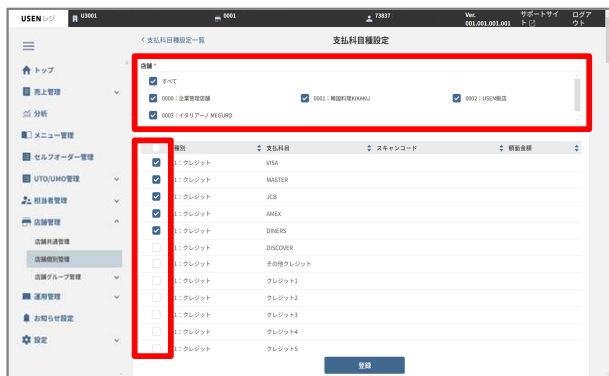 USEN レジ U3001 0001 73837 Ver. 001.001.001.001 サポートサイト ログアウト
< 支払科目種設定一覧 支払科目種設定
トップ
売上管理
分析
メニュー管理
セルフオーダー管理
UTO/UMO管理
担当者管理
店舗管理
店舗共通管理
店舗個別管理
店舗グループ管理
運用管理
お知らせ設定
設定
店舗 *
すべて
0000：企業管理店舗 0001：韓国料理KIKAKU 0002：USEN商店
0003：イタリアーノ MEGURO
種別 支払科目 スキャンコード 額面金額
1：クレジット VISA
1：クレジット MASTER
1：クレジット JCB
1：クレジット AMEX
1：クレジット DINERS
1：クレジット DISCOVER
1：クレジット その他クレジット
1：クレジット クレジット1
1：クレジット クレジット2
1：クレジット クレジット3
1：クレジット クレジット4
1：クレジット クレジット5
登録